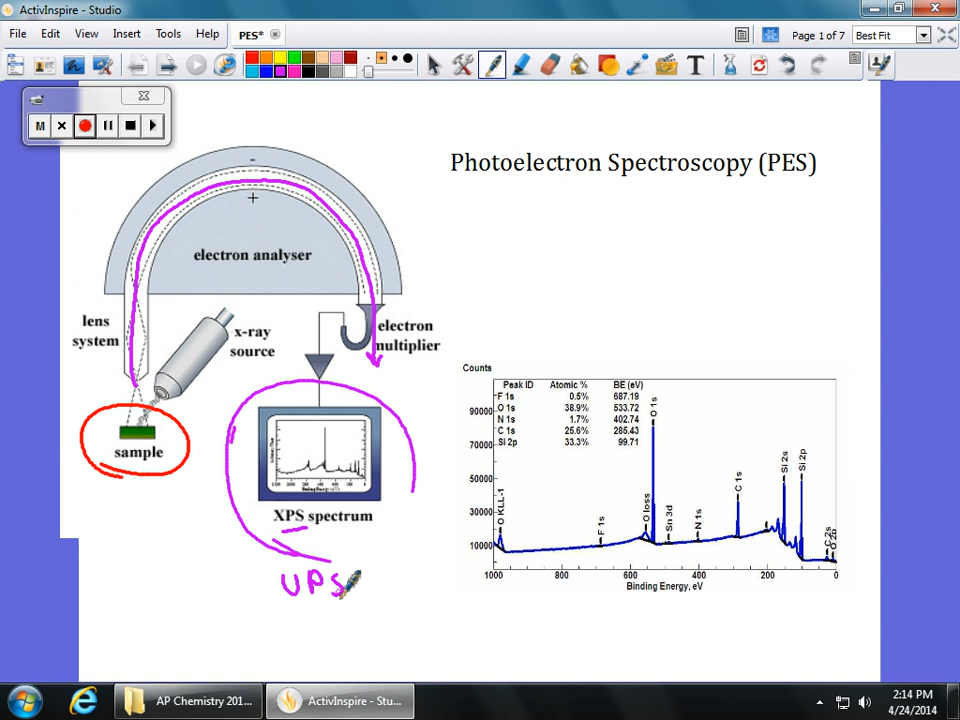 ActivInspire - Studio
File Edit View Insert Tools Help PES* Page 1 of 7 Best Fit
M
Photoelectron Spectroscopy (PES)
-
+
electron analyser
lens system
x-ray source
electron multiplier
sample
XPS spectrum
UPS
Counts
Peak ID Atomic % BE (eV)
F 1s 0.5% 687.19
O 1s 38.9% 533.72
N 1s 1.7% 402.74
C 1s 25.6% 285.43
Si 2p 33.3% 99.71
90000
70000
50000
30000
10000
O KLL-1
F 1s
O loss
O 1s
Sn 3d
N 1s
C 1s
Si 2s
Si 2p
C 2s
O 2p
1000 800 600 400 200 0
Binding Energy, eV
AP Chemistry 201... ActivInspire - Stu...
2:14 PM
4/24/2014